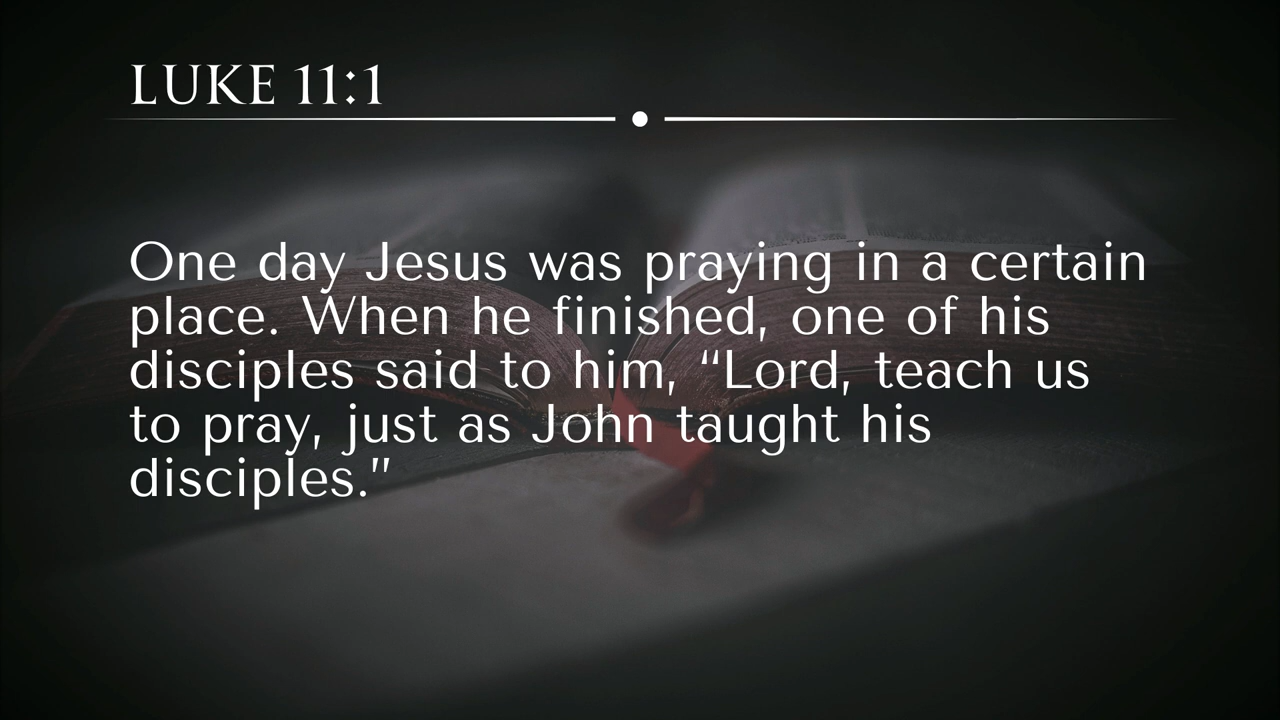 LUKE 11:1
One day Jesus was praying in a certain
place. When he finished, one of his
disciples said to him, “Lord, teach us
to pray, just as John taught his
disciples.”